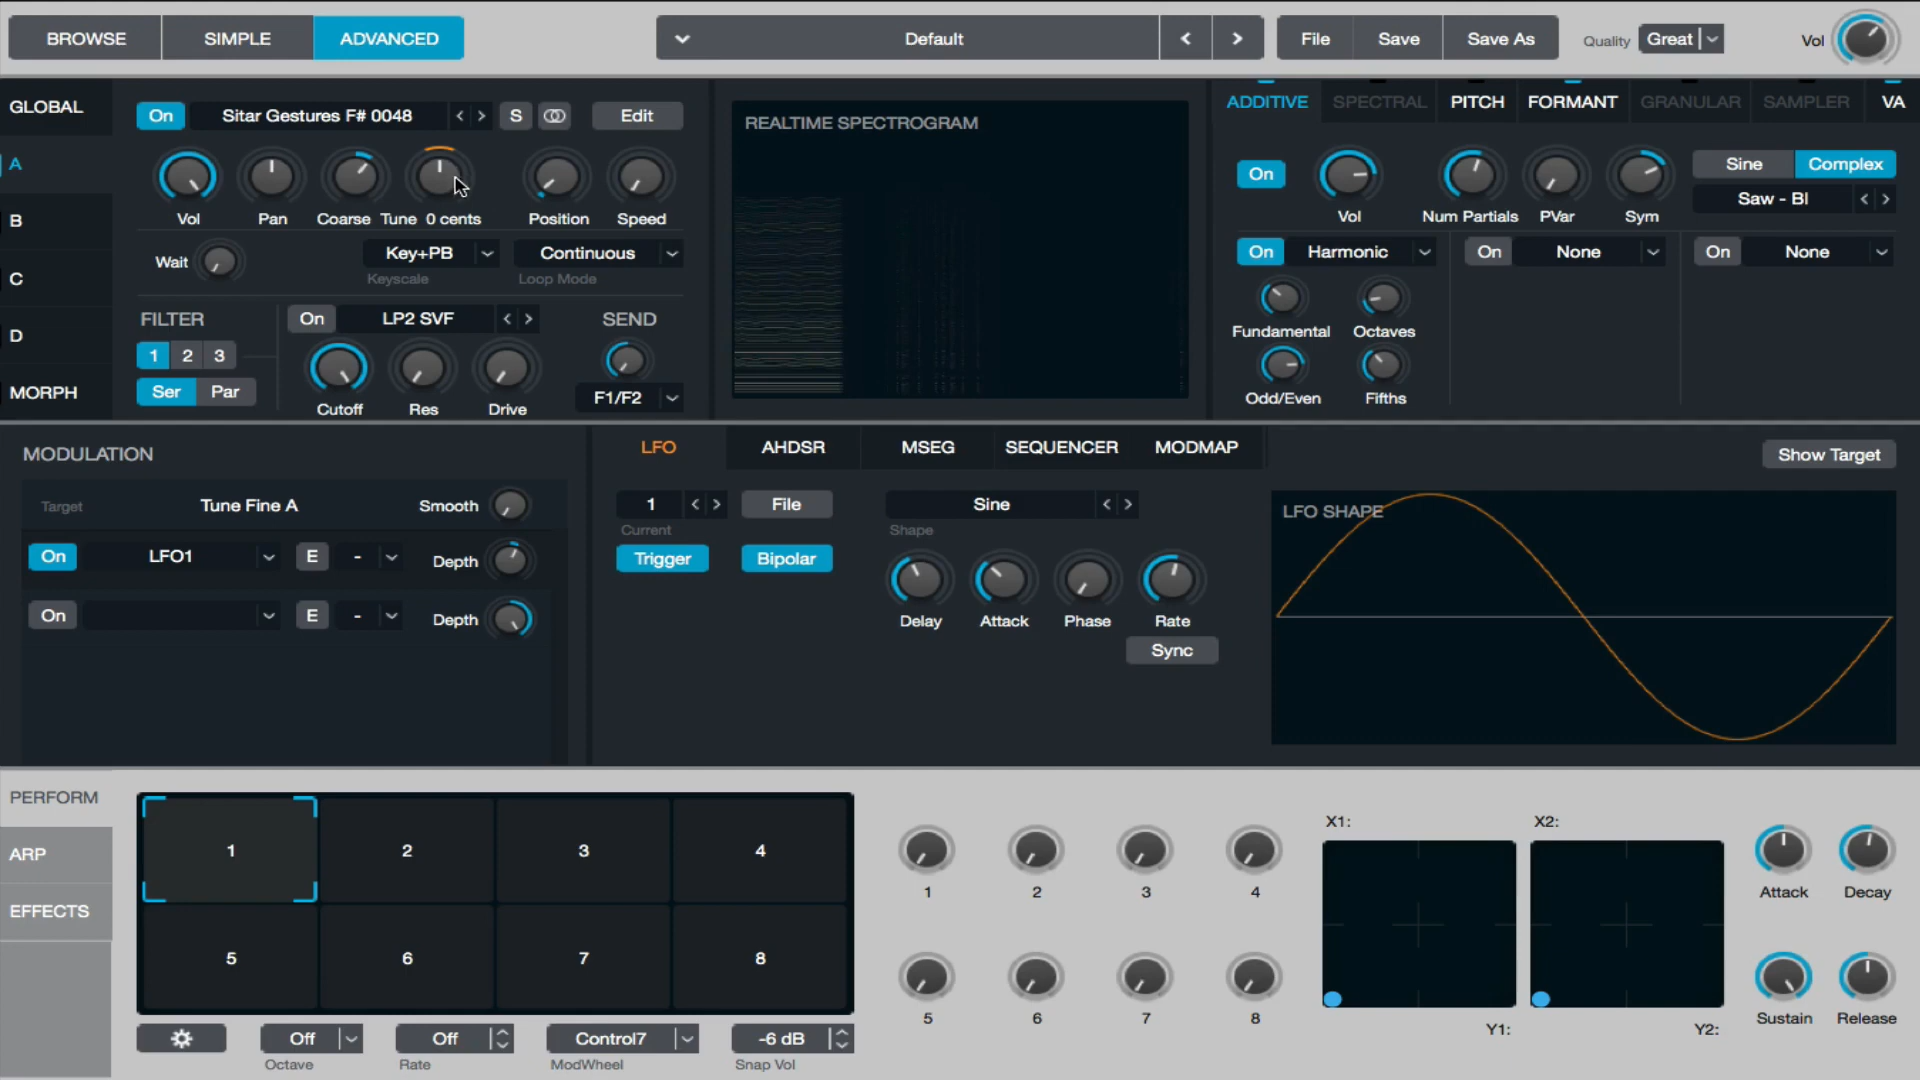 BROWSE SIMPLE ADVANCED Default File Save Save As Quality Great Vol
GLOBAL
A
B
C
D
MORPH
On Sitar Gestures F# 0048 S Edit
Vol Pan Coarse Tune 0 cents Position Speed
Wait Key+PB Continuous
Keyscale Loop Mode
FILTER On LP2 SVF SEND
1 2 3
Ser Par F1/F2
Cutoff Res Drive
REALTIME SPECTROGRAM
ADDITIVE SPECTRAL PITCH FORMANT GRANULAR SAMPLER VA
On Sine Complex
Saw - BI
Vol Num Partials PVar Sym
On Harmonic On None On None
Fundamental Octaves
Odd/Even Fifths
MODULATION
Target Tune Fine A Smooth
On LFO1 E - Depth
On E - Depth
LFO AHDSR MSEG SEQUENCER MODMAP Show Target
1 File Sine
Current Shape
Trigger Bipolar
Delay Attack Phase Rate
Sync
LFO SHAPE
PERFORM
ARP
EFFECTS
1 2 3 4
5 6 7 8
Off Off Control7 -6 dB
Octave Rate ModWheel Snap Vol
1 2 3 4
5 6 7 8
X1: X2:
Y1: Y2:
Attack Decay
Sustain Release